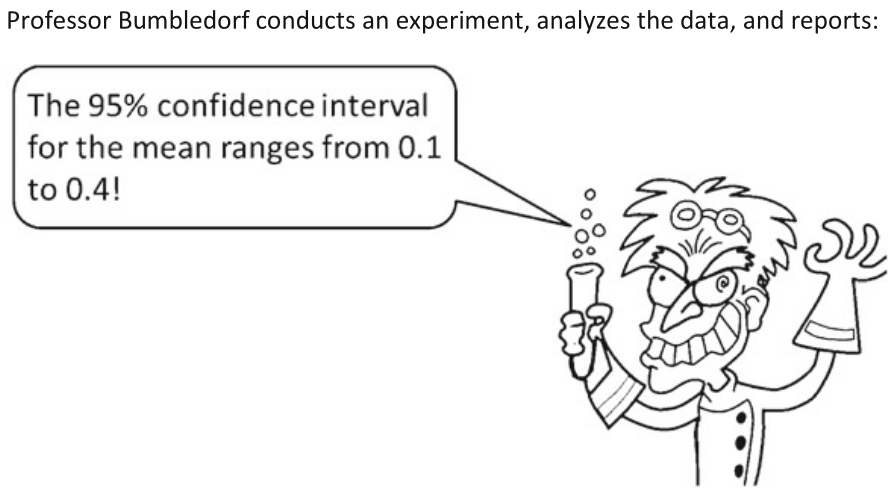 Professor Bumbledorf conducts an experiment, analyzes the data, and reports:
The 95% confidence interval
for the mean ranges from 0.1
to 0.4!